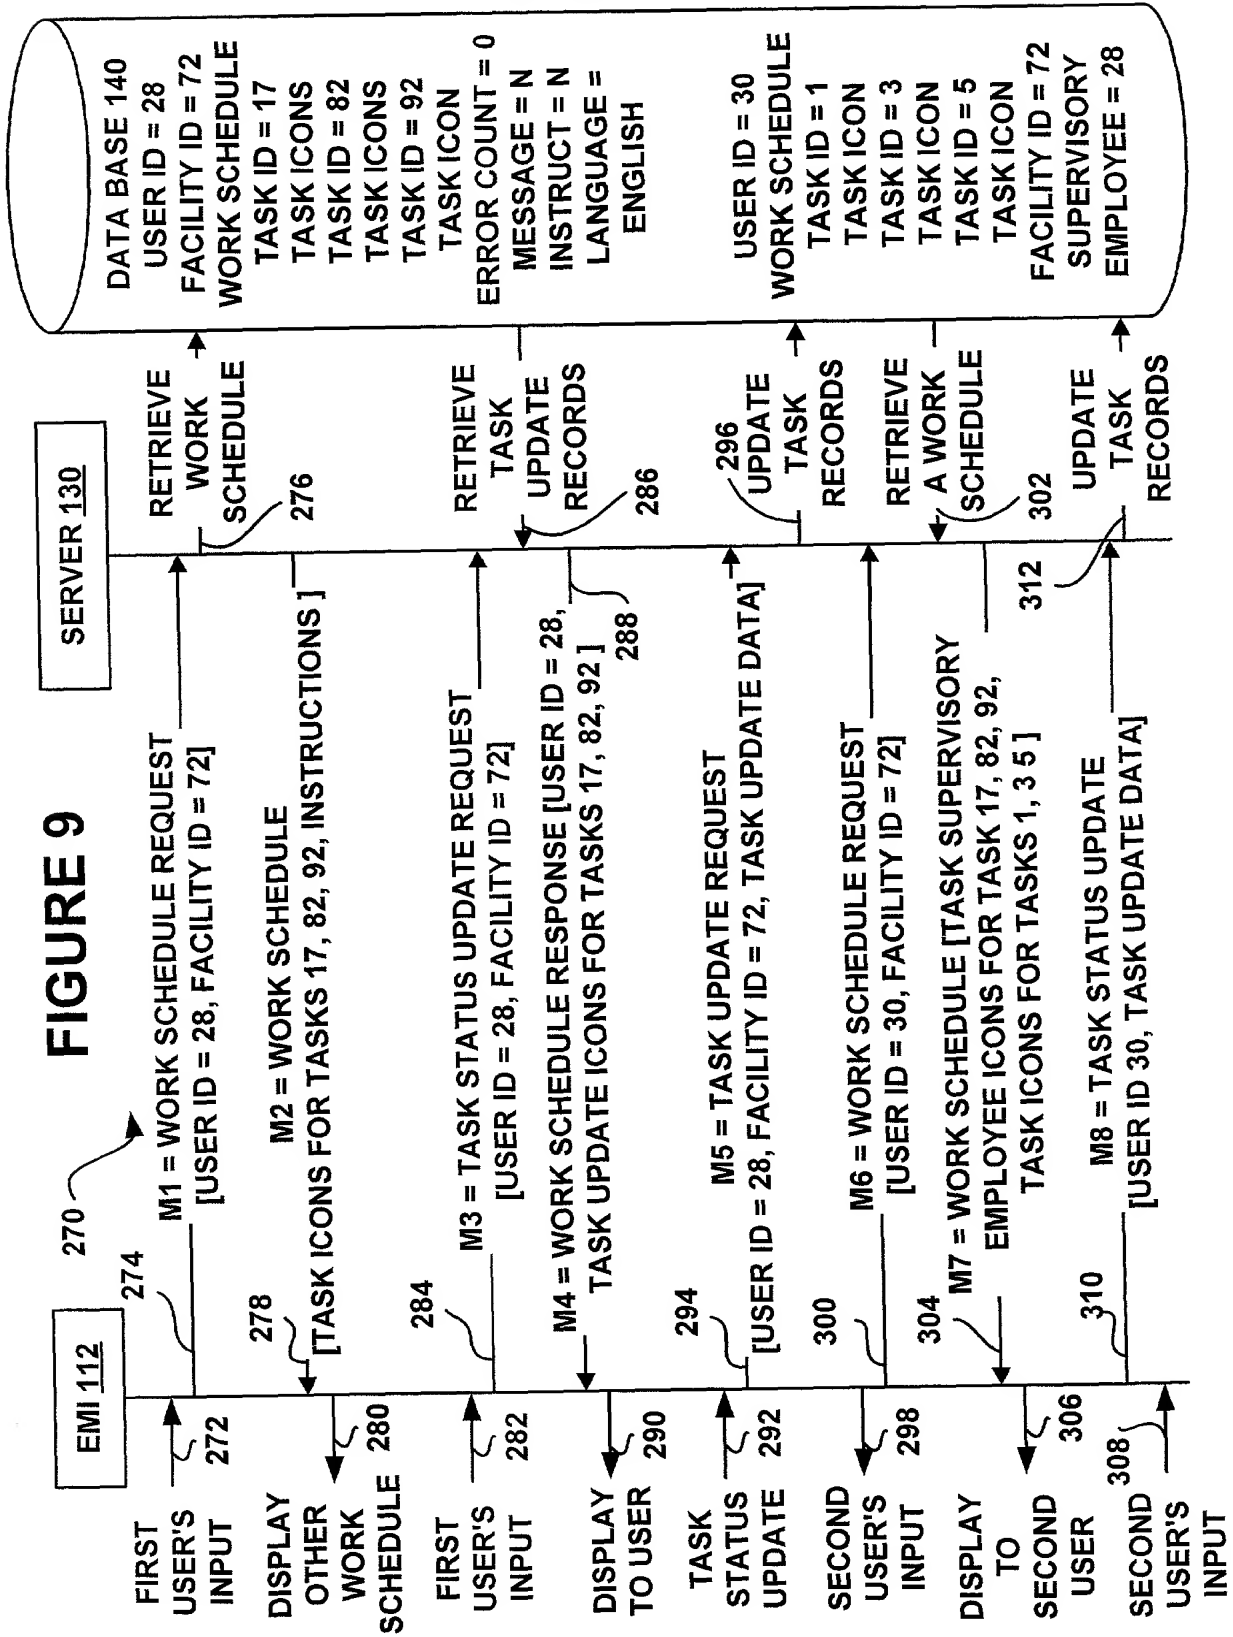 FIGURE 9
270
EMI 112
SERVER 130
FIRST
USER'S
INPUT
272
274
M1 = WORK SCHEDULE REQUEST
[USER ID = 28, FACILITY ID = 72]
276
RETRIEVE
WORK
SCHEDULE
M2 = WORK SCHEDULE
[TASK ICONS FOR TASKS 17, 82, 92, INSTRUCTIONS ]
278
280
DISPLAY
OTHER
WORK
SCHEDULE
FIRST
USER'S
INPUT
282
284
M3 = TASK STATUS UPDATE REQUEST
[USER ID = 28, FACILITY ID = 72]
RETRIEVE
TASK
UPDATE
RECORDS
286
288
M4 = WORK SCHEDULE RESPONSE [USER ID = 28,
TASK UPDATE ICONS FOR TASKS 17, 82, 92 ]
290
DISPLAY
TO USER
TASK
STATUS
UPDATE
292
294
M5 = TASK UPDATE REQUEST
[USER ID = 28, FACILITY ID = 72, TASK UPDATE DATA]
296
UPDATE
TASK
RECORDS
SECOND
USER'S
INPUT
298
300
M6 = WORK SCHEDULE REQUEST
[USER ID = 30, FACILITY ID = 72]
RETRIEVE
A WORK
SCHEDULE
302
M7 = WORK SCHEDULE [TASK SUPERVISORY
EMPLOYEE ICONS FOR TASK 17, 82, 92,
TASK ICONS FOR TASKS 1, 3 5 ]
304
306
DISPLAY
TO
SECOND
USER
SECOND
USER'S
INPUT
308
310
M8 = TASK STATUS UPDATE
[USER ID 30, TASK UPDATE DATA]
312
UPDATE
TASK
RECORDS
DATA BASE 140
USER ID = 28
FACILITY ID = 72
WORK SCHEDULE
TASK ID = 17
TASK ICONS
TASK ID = 82
TASK ICONS
TASK ID = 92
TASK ICON
ERROR COUNT = 0
MESSAGE = N
INSTRUCT = N
LANGUAGE =
ENGLISH
USER ID = 30
WORK SCHEDULE
TASK ID = 1
TASK ICON
TASK ID = 3
TASK ICON
TASK ID = 5
TASK ICON
FACILITY ID = 72
SUPERVISORY
EMPLOYEE = 28